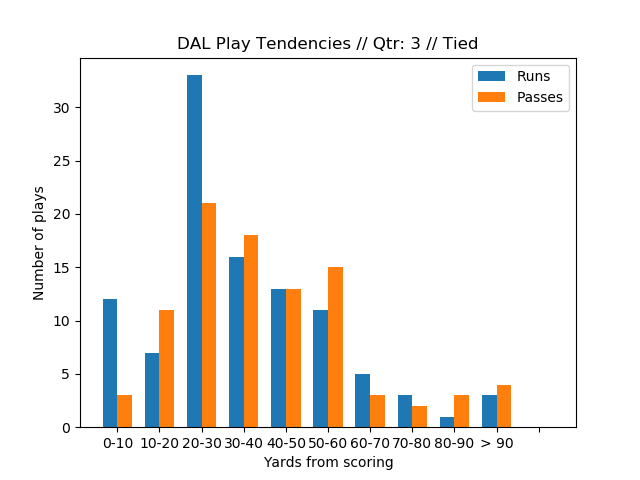 DAL Play Tendencies // Qtr: 3 // Tied
Runs
Passes
Number of plays
30
25
20
15
10
5
0
0-10 10-20 20-30 30-40 40-50 50-60 60-70 70-80 80-90 > 90
Yards from scoring